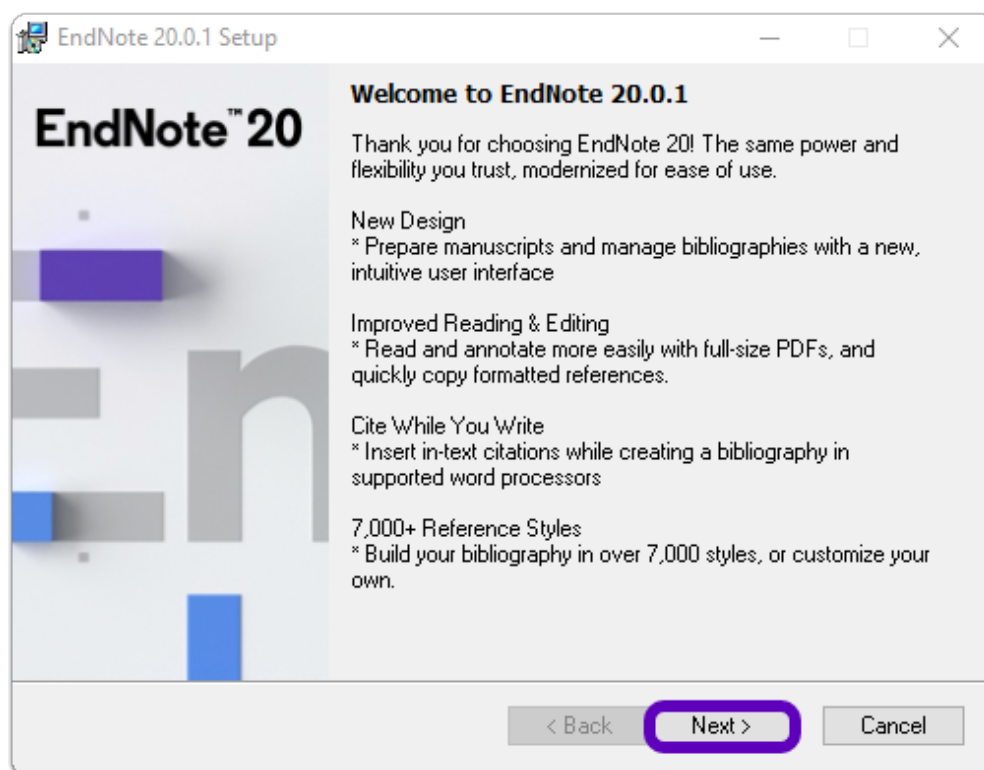 EndNote 20.0.1 Setup
EndNote™20
Welcome to EndNote 20.0.1
Thank you for choosing EndNote 20! The same power and
flexibility you trust, modernized for ease of use.
New Design
* Prepare manuscripts and manage bibliographies with a new,
intuitive user interface
Improved Reading & Editing
* Read and annotate more easily with full-size PDFs, and
quickly copy formatted references.
Cite While You Write
* Insert in-text citations while creating a bibliography in
supported word processors
7,000+ Reference Styles
* Build your bibliography in over 7,000 styles, or customize your
own.
En
< Back Next > Cancel